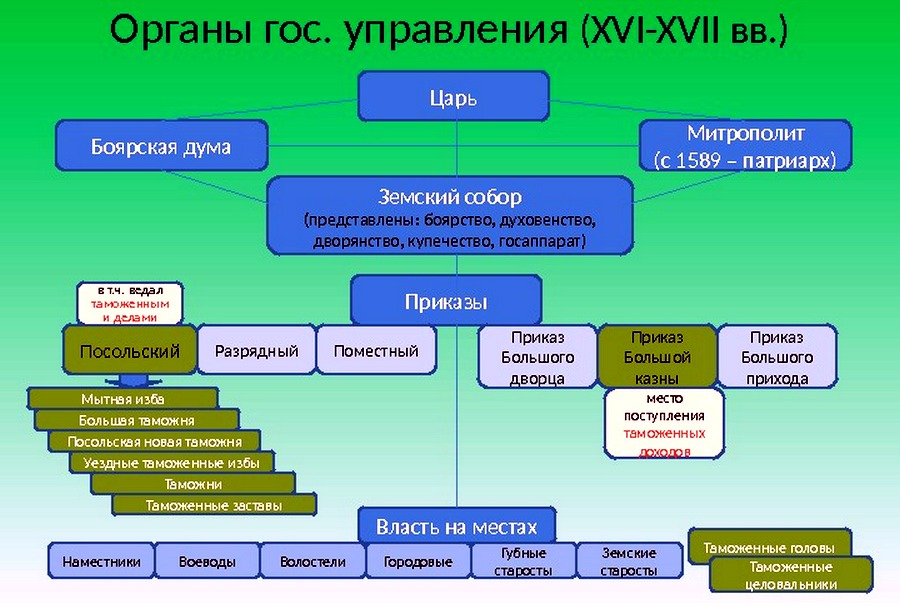 Органы гос. управления (XVI-XVII вв.)
Царь
Боярская дума
Митрополит
(с 1589 – патриарх)
Земский собор
(представлены: боярство, духовенство,
дворянство, купечество, госаппарат)
Приказы
в т.ч. ведал
таможенным
и делами
Посольский
Разрядный
Поместный
Приказ
Большого
дворца
Приказ
Большой
казны
Приказ
Большого
прихода
место
поступления
таможенных
доходов
Мытная изба
Большая таможня
Посольская новая таможня
Уездные таможенные избы
Таможни
Таможенные заставы
Власть на местах
Наместники
Воеводы
Волостели
Городовые
Губные
старосты
Земские
старосты
Таможенные головы
Таможенные
целовальники